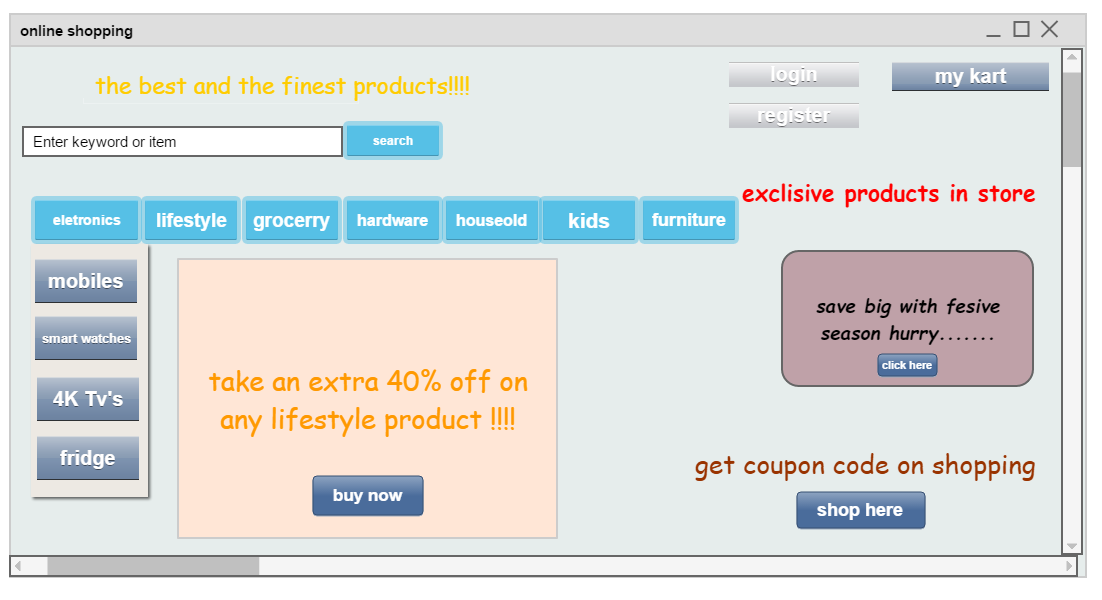 online shopping
the best and the finest products!!!!
login
my kart
register
Enter keyword or item
search
exclisive products in store
eletronics
lifestyle
grocerry
hardware
houseold
kids
furniture
mobiles
smart watches
4K Tv's
fridge
take an extra 40% off on
any lifestyle product !!!!
buy now
save big with fesive
season hurry.......
click here
get coupon code on shopping
shop here